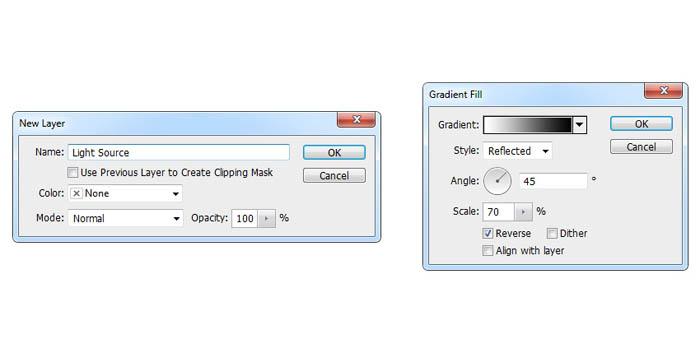 New Layer
Name: Light Source OK
Use Previous Layer to Create Clipping Mask Cancel
Color: None
Mode: Normal Opacity: 100 %
Gradient Fill
Gradient: OK
Style: Reflected Cancel
Angle: 45 °
Scale: 70 %
Reverse Dither
Align with layer